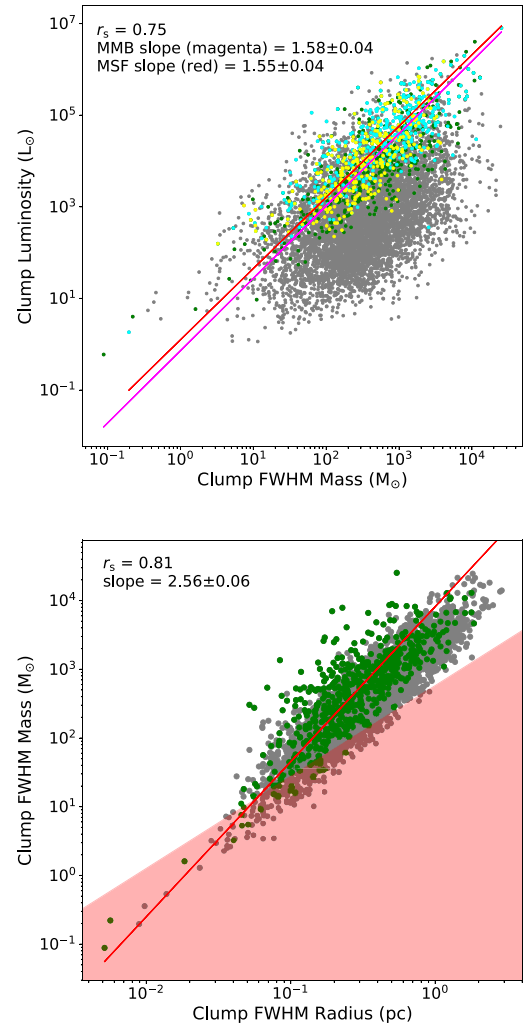 r_s = 0.75
MMB slope (magenta) = 1.58±0.04
MSF slope (red) = 1.55±0.04
10^7
10^5
10^3
10^1
10^−1
Clump Luminosity (L⊙)
10^−1 10^0 10^1 10^2 10^3 10^4
Clump FWHM Mass (M⊙)
r_s = 0.81
slope = 2.56±0.06
10^4
10^3
10^2
10^1
10^0
10^−1
Clump FWHM Mass (M⊙)
10^−2 10^−1 10^0
Clump FWHM Radius (pc)